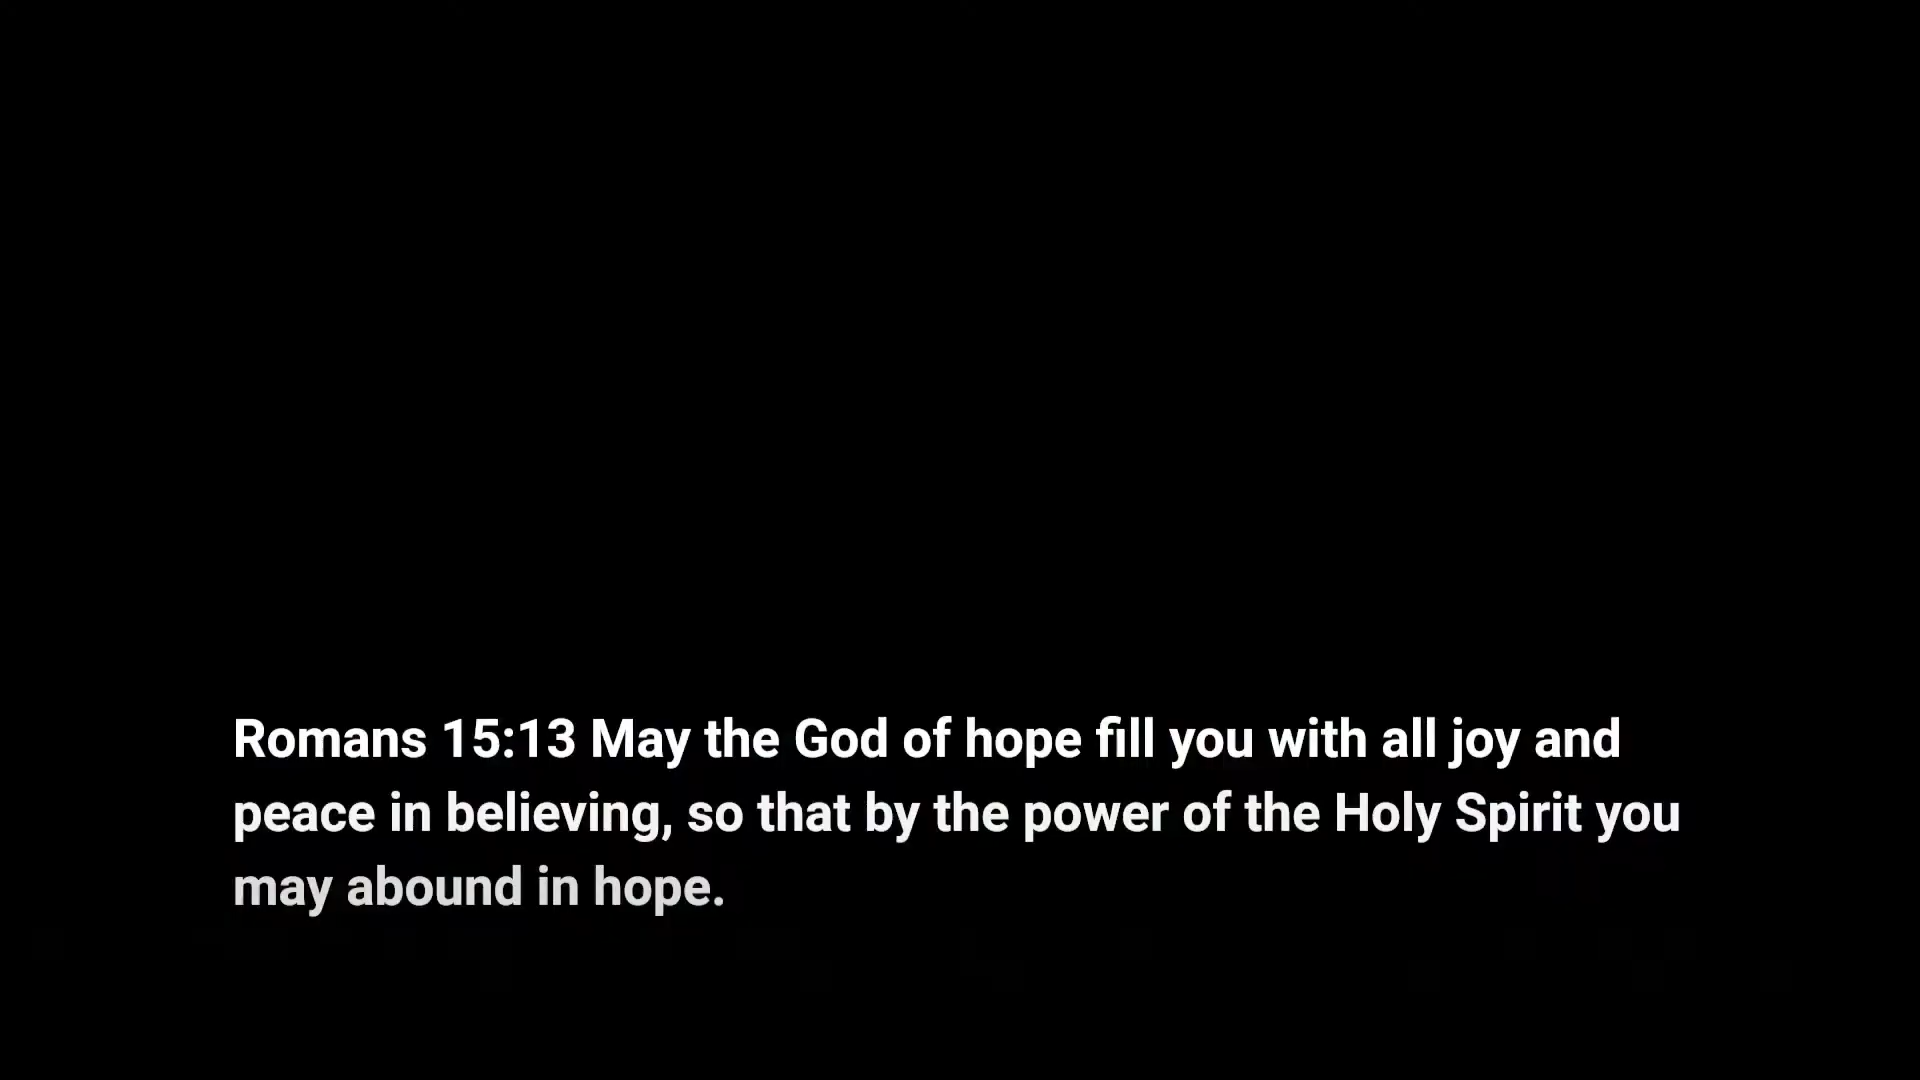 Romans 15:13 May the God of hope fill you with all joy and
peace in believing, so that by the power of the Holy Spirit you
may abound in hope.